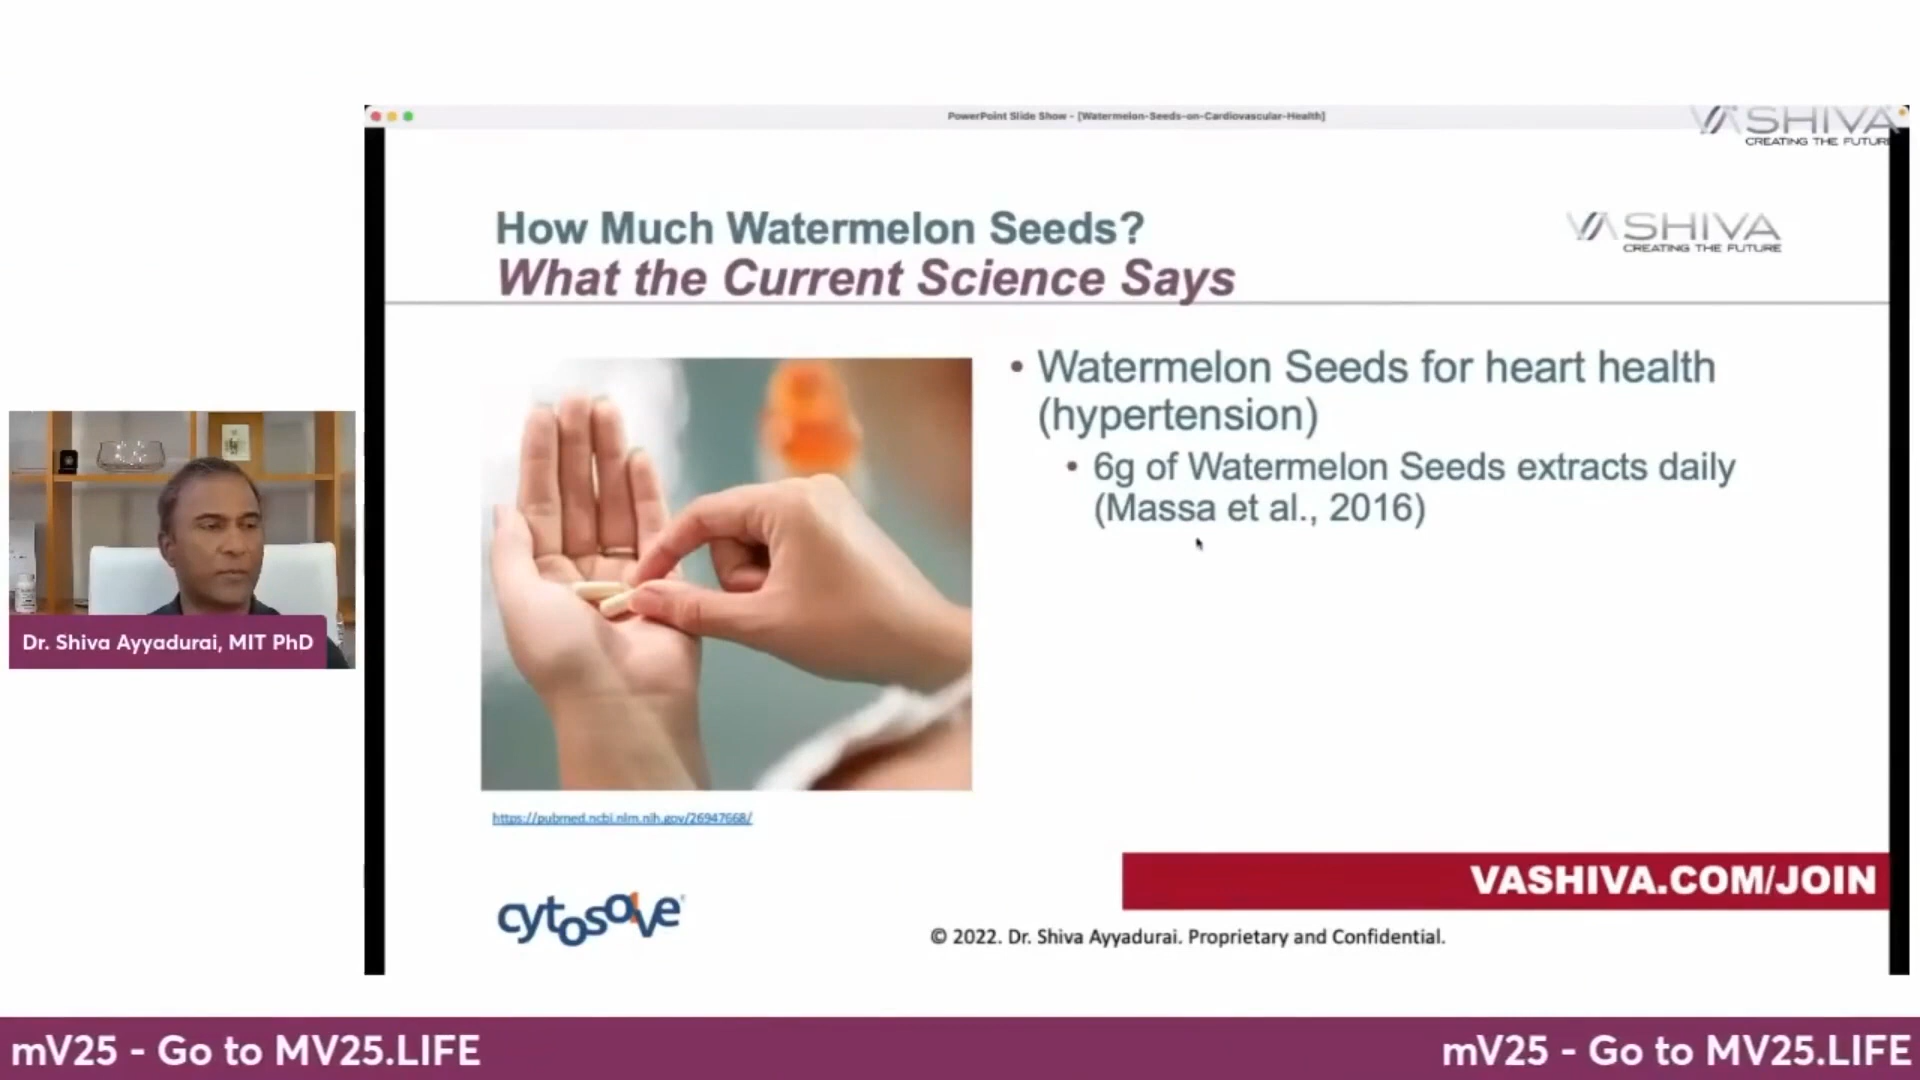 PowerPoint Slide Show - [Watermelon-Seeds-on-Cardiovascular-Health]
VASHIVA
CREATING THE FUTUR
How Much Watermelon Seeds?
What the Current Science Says
VASHIVA
CREATING THE FUTURE
• Watermelon Seeds for heart health
(hypertension)
• 6g of Watermelon Seeds extracts daily
(Massa et al., 2016)
Dr. Shiva Ayyadurai, MIT PhD
https://pubmed.ncbi.nlm.nih.gov/26947668/
VASHIVA.COM/JOIN
cytosolve
© 2022. Dr. Shiva Ayyadurai. Proprietary and Confidential.
mV25 - Go to MV25.LIFE
mV25 - Go to MV25.LIFE